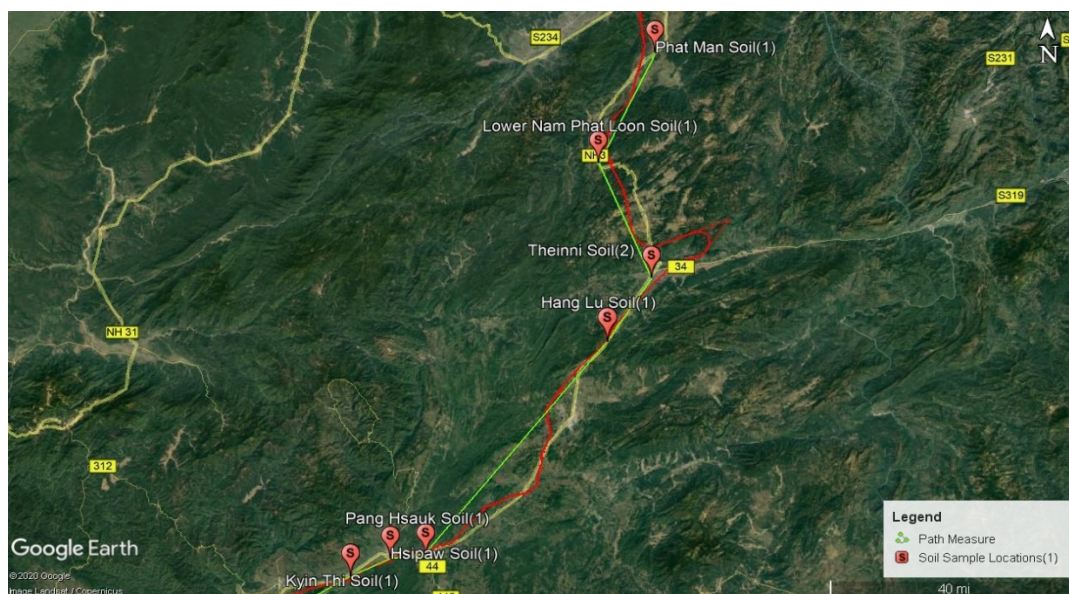 S234
N
Phat Man Soil(1)
S231
Lower Nam Phat Loon Soil(1)
NH3
S319
Theinni Soil(2)
34
Hang Lu Soil(1)
NH 31
312
Pang Hsauk Soil(1)
Hsipaw Soil(1)
44
Kyin Thi Soil(1)
Legend
Path Measure
S Soil Sample Locations(1)
Google Earth
©2020 Google
Image Landsat / Copernicus
40 mi